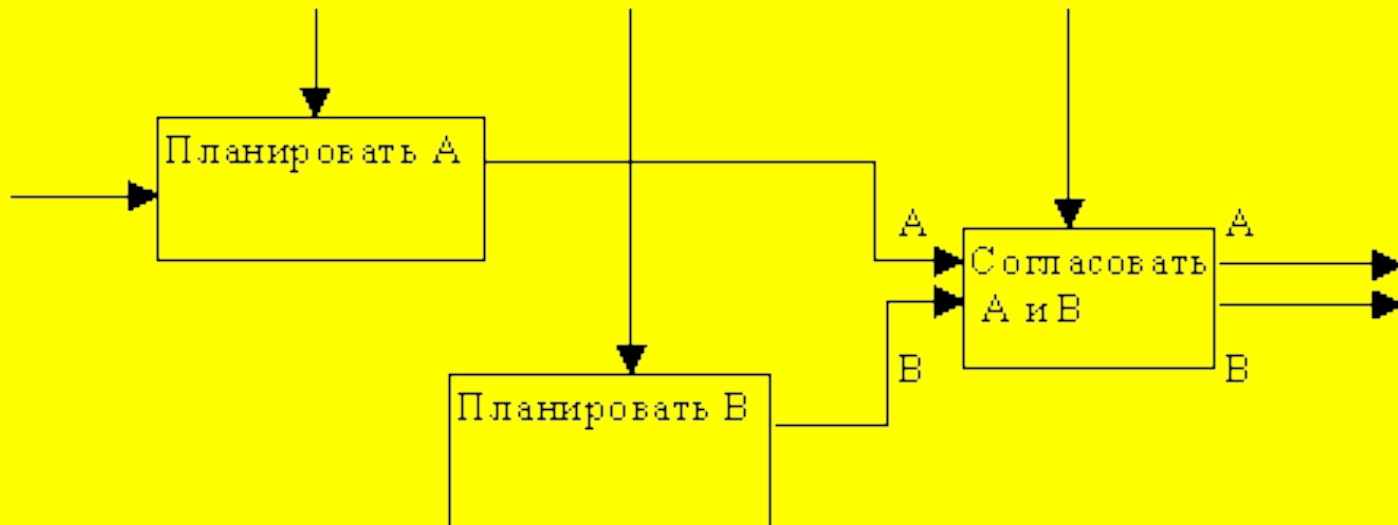 Планировать А
А
А
Согласовать
А и В
В
В
Планировать В